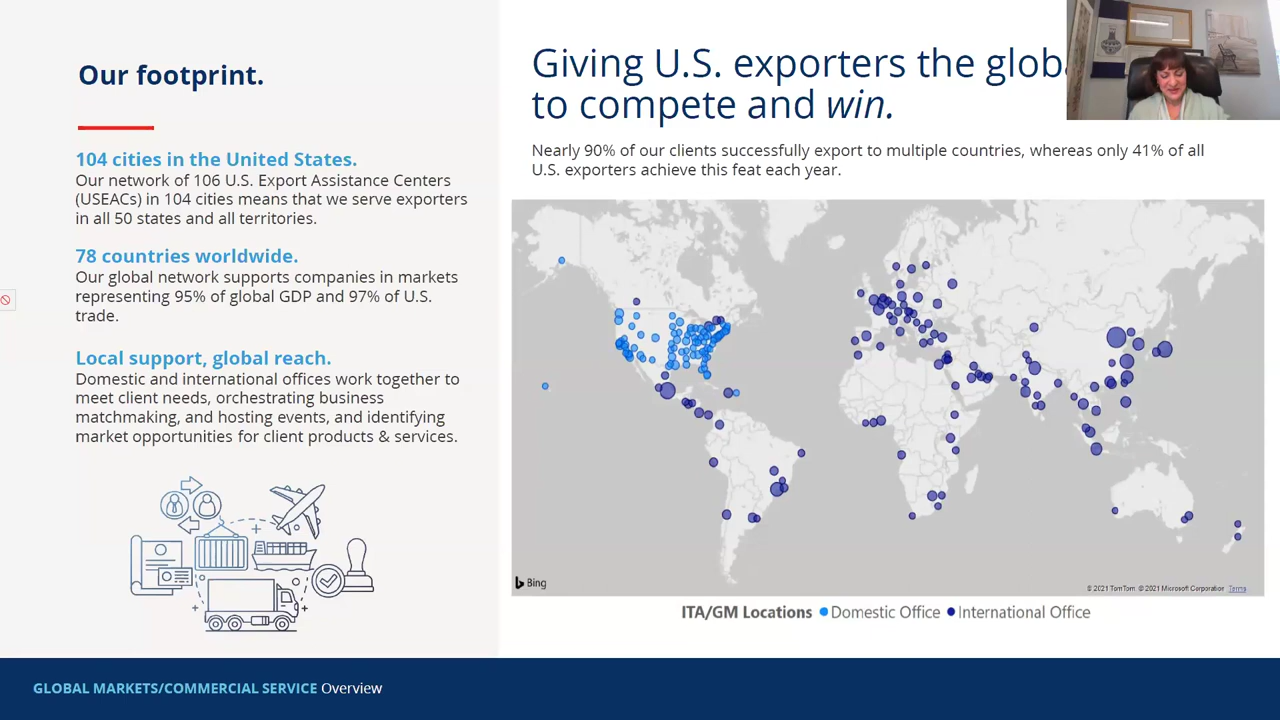 Our footprint.
104 cities in the United States.
Our network of 106 U.S. Export Assistance Centers
(USEACs) in 104 cities means that we serve exporters
in all 50 states and all territories.
78 countries worldwide.
Our global network supports companies in markets
representing 95% of global GDP and 97% of U.S.
trade.
Local support, global reach.
Domestic and international offices work together to
meet client needs, orchestrating business
matchmaking, and hosting events, and identifying
market opportunities for client products & services.
Giving U.S. exporters the
to compete and win.
Nearly 90% of our clients successfully export to multiple countries, whereas only 41% of all
U.S. exporters achieve this feat each year.
Bing
© 2021 TomTom, © 2021 Microsoft Corporation Terms
ITA/GM Locations Domestic Office International Office
GLOBAL MARKETS/COMMERCIAL SERVICE Overview